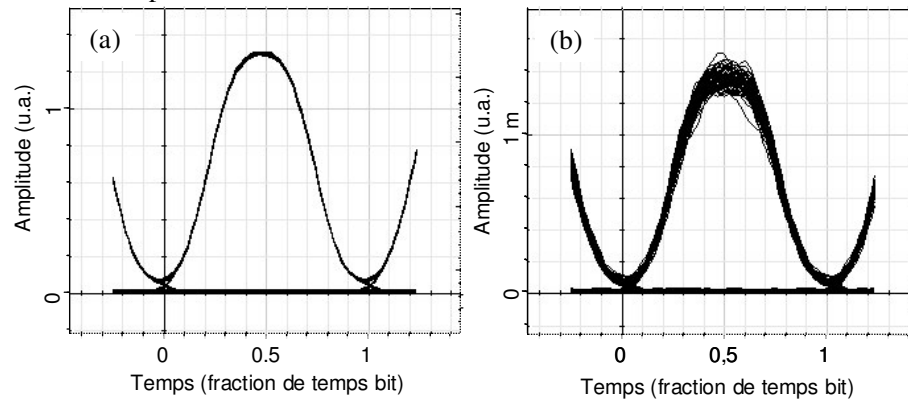 (a)
Amplitude (u.a.)
1
0
0 0.5 1
Temps (fraction de temps bit)
(b)
Amplitude (u.a.)
1 m
0
0 0,5 1
Temps (fraction de temps bit)